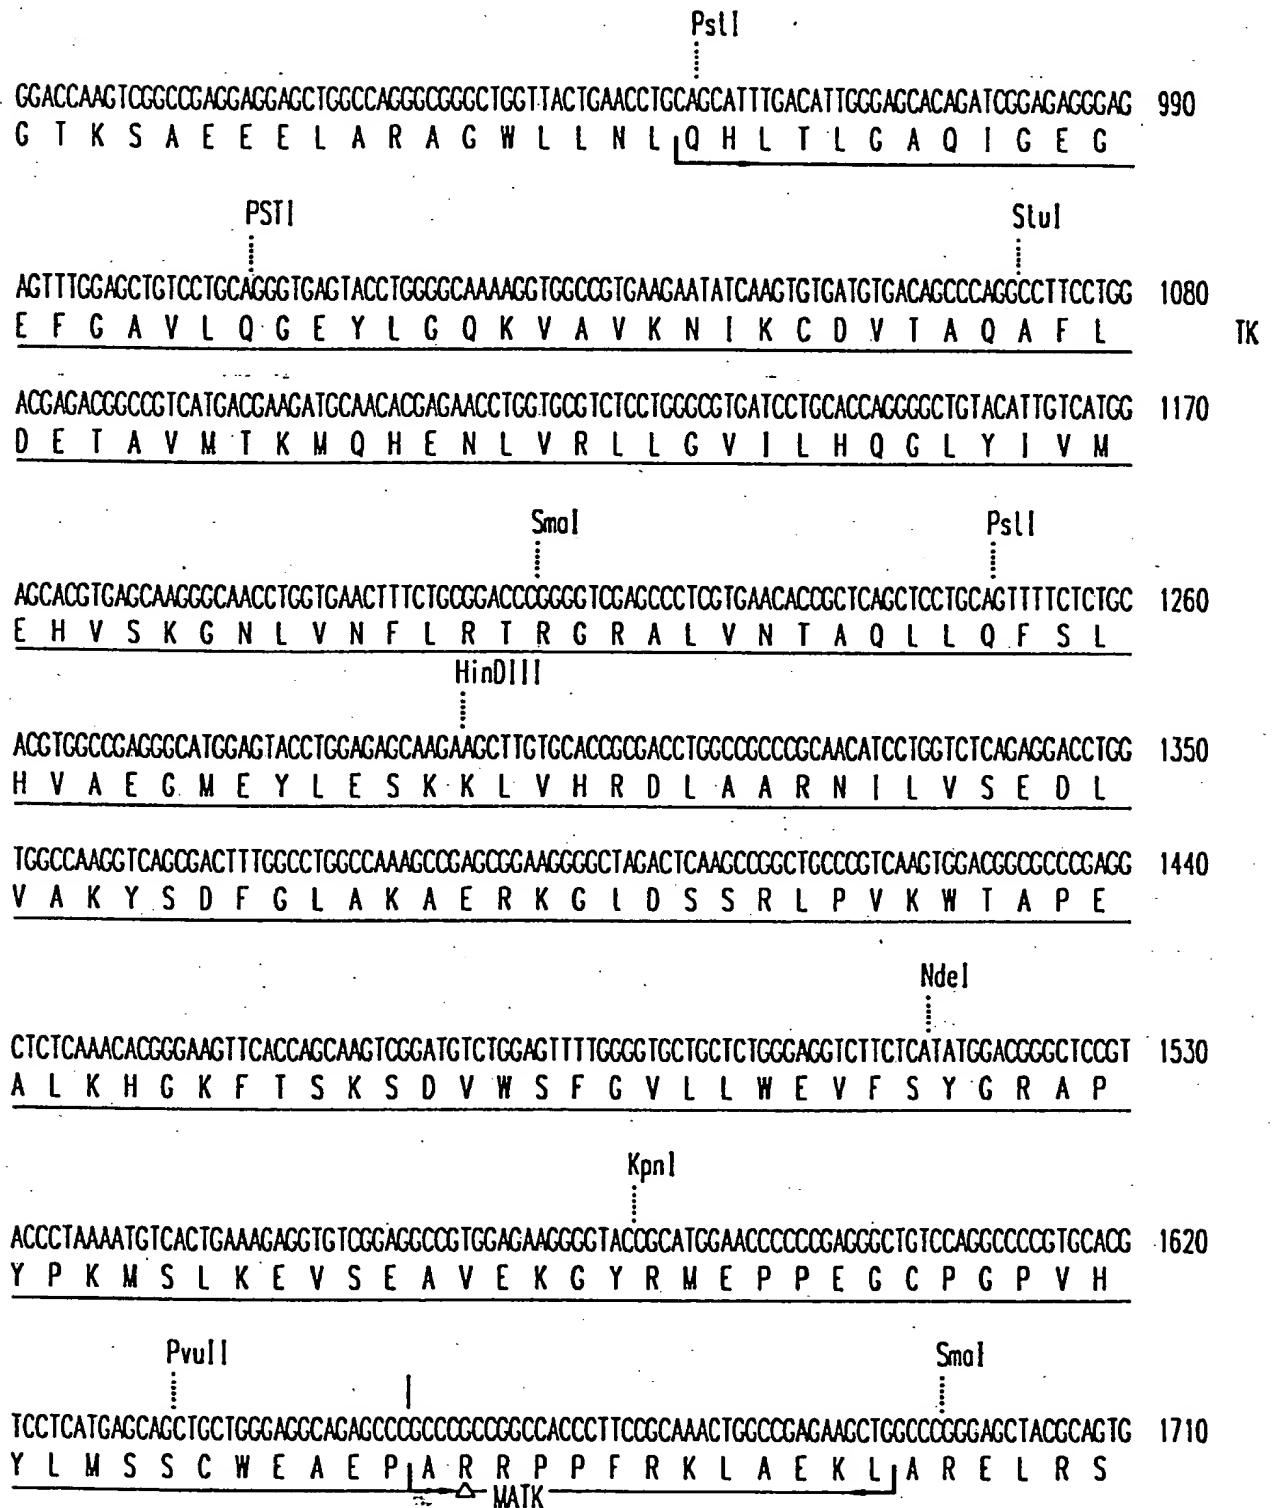 PstI
GGACCAAGTCGGCCGAGGAGGAGCTGGCCAGGGCGGGCTGGTTACTGAACCTGCAGCATTTGACATTGGGAGCACAGATCGGAGAGGGAG 990
G T K S A E E E L A R A G W L L N L Q H L T L G A Q I G E G
PSTI StuI
AGTTTGGAGCTGTCCTGCAGGGTGAGTACCTGGGGCAAAAGGTGGCCGTGAAGAATATCAAGTGTGATGTGACAGCCCAGGCCTTCCTGG 1080
E F G A V L Q G E Y L G Q K V A V K N I K C D V T A Q A F L TK
ACGAGACGGCCGTCATGACGAAGATGCAACACGAGAACCTGGTGCGTCTCCTGGGCGTGATCCTGCACCAGGGGCTGTACATTGTCATGG 1170
D E T A V M T K M Q H E N L V R L L G V I L H Q G L Y I V M
SmaI PstI
AGCACGTGAGCAAGGGCAACCTGGTGAACTTTCTGCGGACCCGGGGTCGAGCCCTCGTGAACACCGCTCAGCTCCTGCAGTTTTCTCTGC 1260
E H V S K G N L V N F L R T R G R A L V N T A Q L L Q F S L
HinDIII
ACGTGGCCGAGGGCATGGAGTACCTGGAGAGCAAGAAGCTTGTGCACCGCGACCTGGCCGCCCGCAACATCCTGGTCTCAGAGGACCTGG 1350
H V A E G M E Y L E S K K L V H R D L A A R N I L V S E D L
TGGCCAAGGTCAGCGACTTTGGCCTGGCCAAAGCCGAGCGGAAGGGGCTAGACTCAAGCCGGCTGCCCGTCAAGTGGACGGCGCCCGAGG 1440
V A K Y S D F G L A K A E R K G L D S S R L P V K W T A P E
NdeI
CTCTCAAACACGGGAAGTTCACCAGCAAGTCGGATGTCTGGAGTTTTGGGGTGCTGCTCTGGGAGGTCTTCTCATATGGACGGGCTCCGT 1530
A L K H G K F T S K S D V W S F G V L L W E V F S Y G R A P
KpnI
ACCCTAAAATGTCACTGAAAGAGGTGTCGGAGGCCGTGGAGAAGGGGTACCGCATGGAACCCCCCGAGGGCTGTCCAGGCCCCGTGCACG 1620
Y P K M S L K E V S E A V E K G Y R M E P P E G C P G P V H
PvuII SmaI
TCCTCATGAGCAGCTGCTGGGAGGCAGAGCCCGCCCGCCGGCCACCCTTCCGCAAACTGGCCGAGAAGCTGGCCCGGGAGCTACGCAGTG 1710
Y L M S S C W E A E P A R R P P F R K L A E K L A R E L R S
MATK